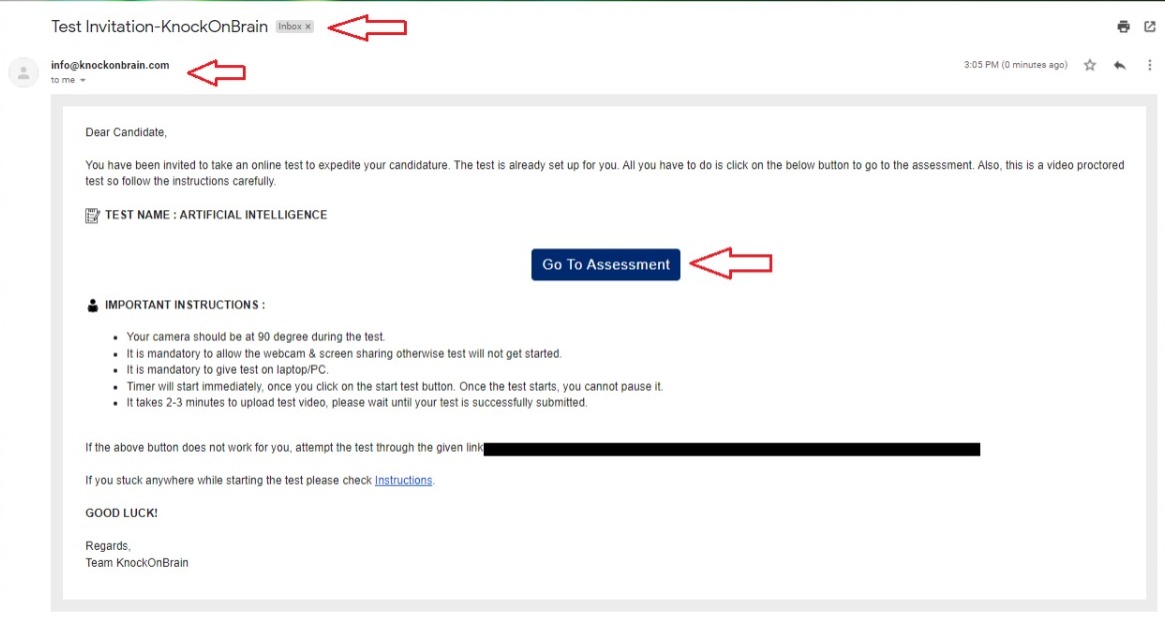 Test Invitation-KnockOnBrain Inbox x
info@knockonbrain.com 3:05 PM (0 minutes ago)
to me
Dear Candidate,
You have been invited to take an online test to expedite your candidature. The test is already set up for you. All you have to do is click on the below button to go to the assessment. Also, this is a video proctored
test so follow the instructions carefully.
TEST NAME : ARTIFICIAL INTELLIGENCE
Go To Assessment
IMPORTANT INSTRUCTIONS :
• Your camera should be at 90 degree during the test.
• It is mandatory to allow the webcam & screen sharing otherwise test will not get started.
• It is mandatory to give test on laptop/PC.
• Timer will start immediately, once you click on the start test button. Once the test starts, you cannot pause it.
• It takes 2-3 minutes to upload test video, please wait until your test is successfully submitted.
If the above button does not work for you, attempt the test through the given link
If you stuck anywhere while starting the test please check Instructions.
GOOD LUCK!
Regards,
Team KnockOnBrain